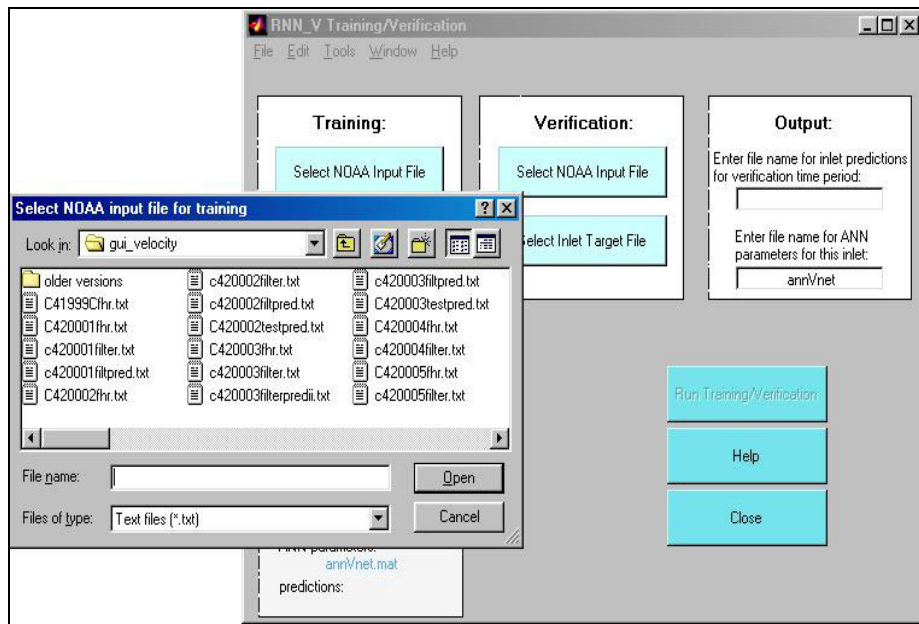 RNN_V Training/Verification
File Edit Tools Window Help
Training:
Select NOAA Input File
Verification:
Select NOAA Input File
Select Inlet Target File
Output:
Enter file name for inlet predictions
for verification time period:
Enter file name for ANN
parameters for this inlet:
annVnet
Select NOAA input file for training
Look in: gui_velocity
older versions
C41999Cfhr.txt
C420001fhr.txt
c420001filter.txt
c420001filtpred.txt
C420002fhr.txt
c420002filter.txt
c420002filtpred.txt
C420002testpred.txt
C420003fhr.txt
c420003filter.txt
c420003filterpredii.txt
c420003filtpred.txt
C420003testpred.txt
C420004fhr.txt
c420004filter.txt
C420005fhr.txt
c420005filter.txt
File name:
Open
Files of type: Text files (*.txt)
Cancel
Run Training/Verification
Help
Close
ANN parameters:
annVnet.mat
predictions: